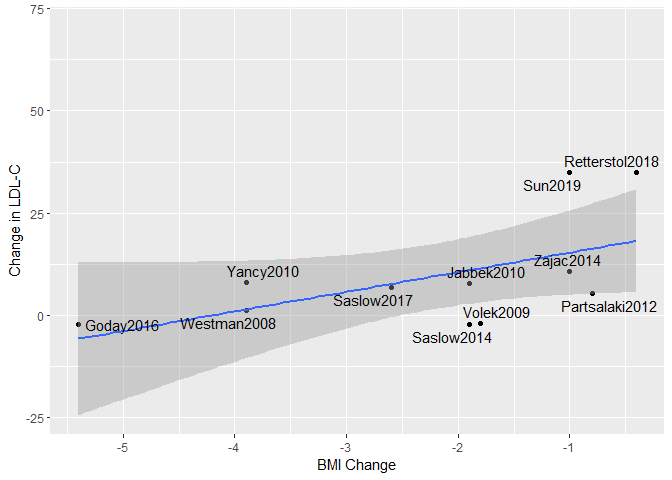 75
50
Change in LDL-C
Retterstol2018
Sun2019
25
Zajac2014
Yancy2010
Jabbek2010
Saslow2017
Partsalaki2012
Volek2009
0
Goday2016
Westman2008
Saslow2014
-25
-5
-4
-3
-2
-1
BMI Change